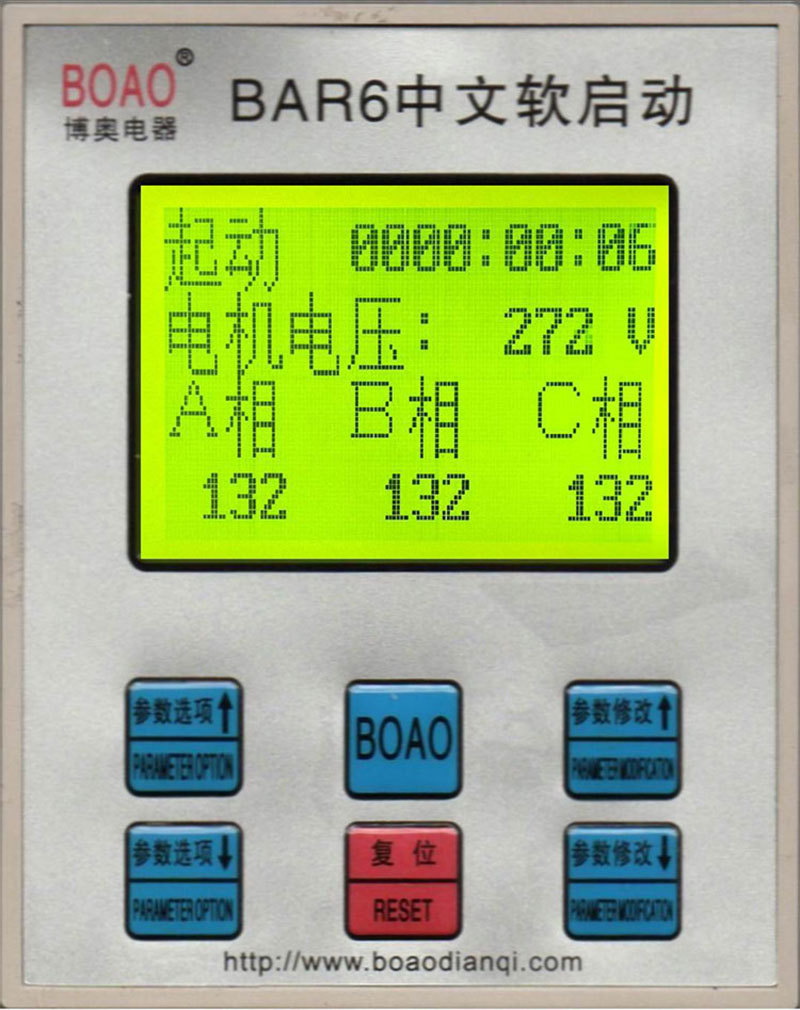 BOAO®
博奥电器
BAR6中文软启动
起动 0000:00:06
电机电压: 272 V
A相 B相 C相
132 132 132
参数选项↑
PARAMETER OPTION
BOAO
参数修改↑
PARAMETER MODIFICATION
参数选项↓
PARAMETER OPTION
复 位
RESET
参数修改↓
PARAMETER MODIFICATION
http://www.boaodianqi.com